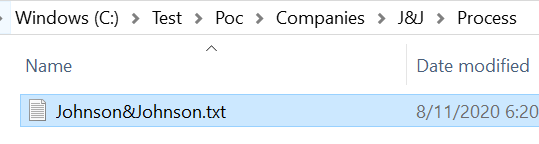 Windows (C:) > Test > Poc > Companies > J&J > Process
Name Date modified
Johnson&Johnson.txt 8/11/2020 6:20